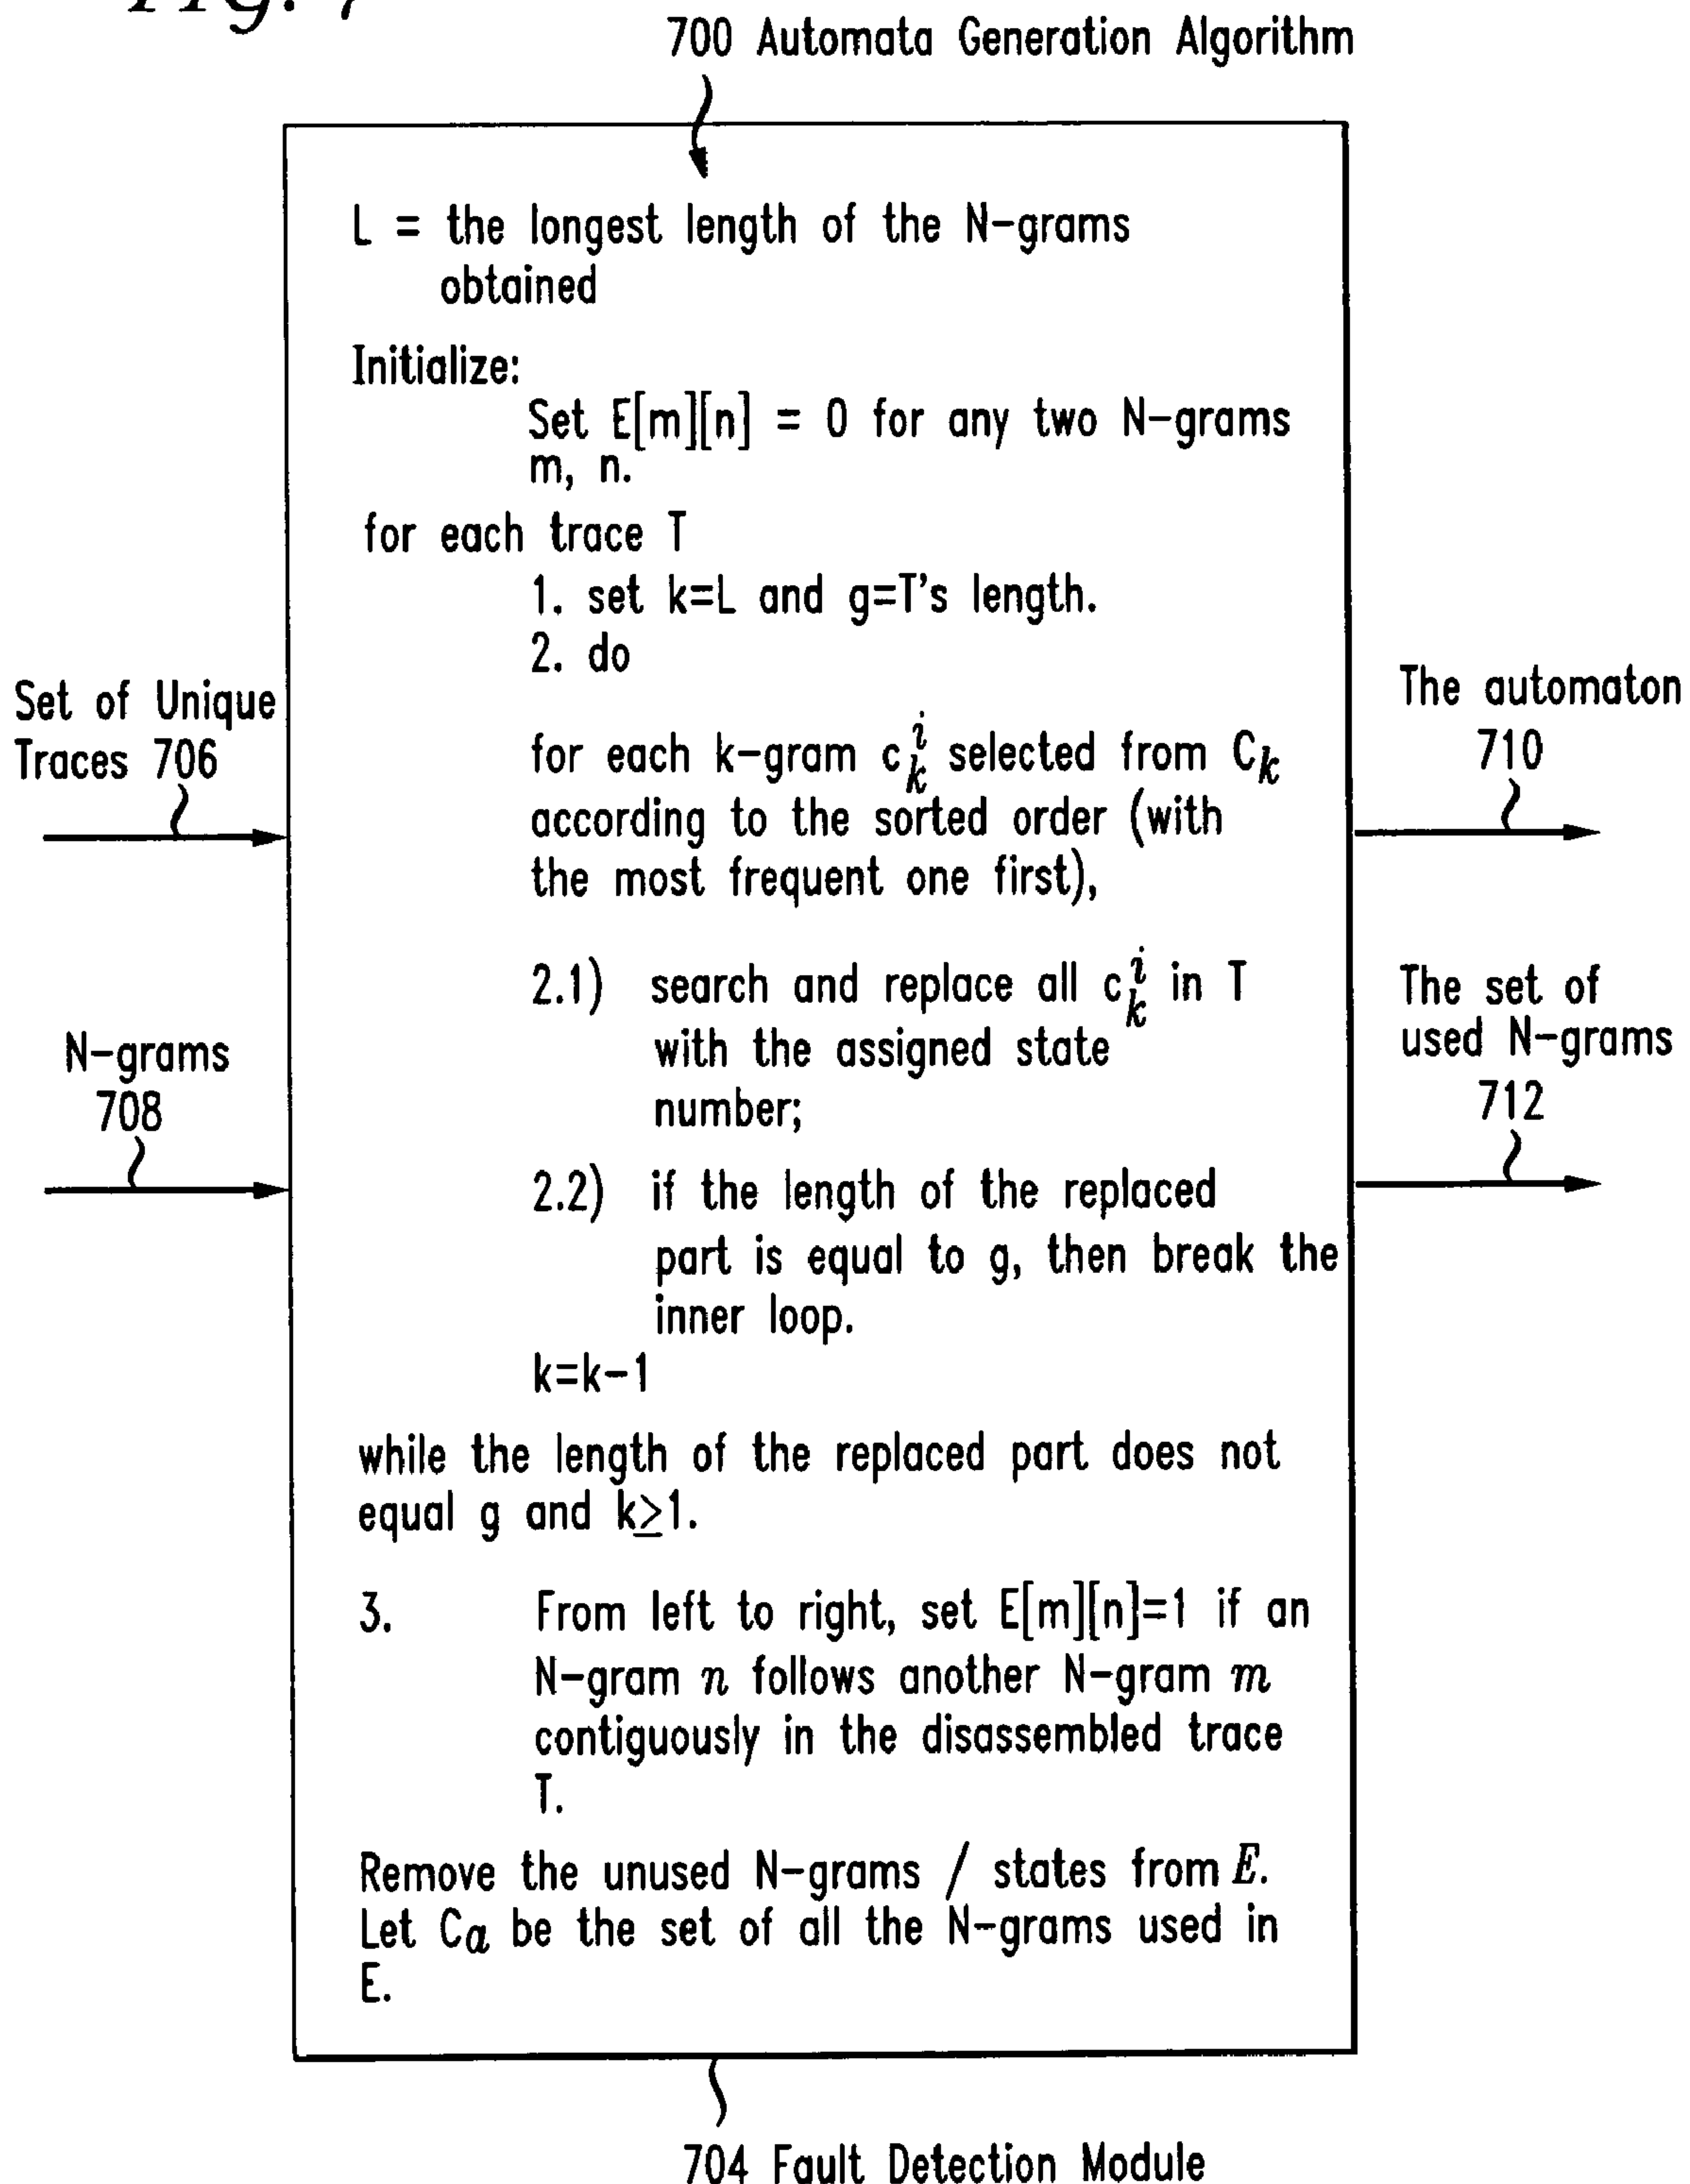 Fig. 7
700 Automata Generation Algorithm
L = the longest length of the N-grams
obtained
Initialize:
Set E[m][n] = 0 for any two N-grams
m, n.
for each trace T
1. set k=L and g=T's length.
2. do
for each k-gram c_k^i selected from C_k
according to the sorted order (with
the most frequent one first),
2.1) search and replace all c_k^i in T
with the assigned state
number;
2.2) if the length of the replaced
part is equal to g, then break the
inner loop.
k=k-1
while the length of the replaced part does not
equal g and k≥1.
3. From left to right, set E[m][n]=1 if an
N-gram n follows another N-gram m
contiguously in the disassembled trace
T.
Remove the unused N-grams / states from E.
Let C_a be the set of all the N-grams used in
E.
Set of Unique
Traces 706
N-grams
708
The automaton
710
The set of
used N-grams
712
704 Fault Detection Module